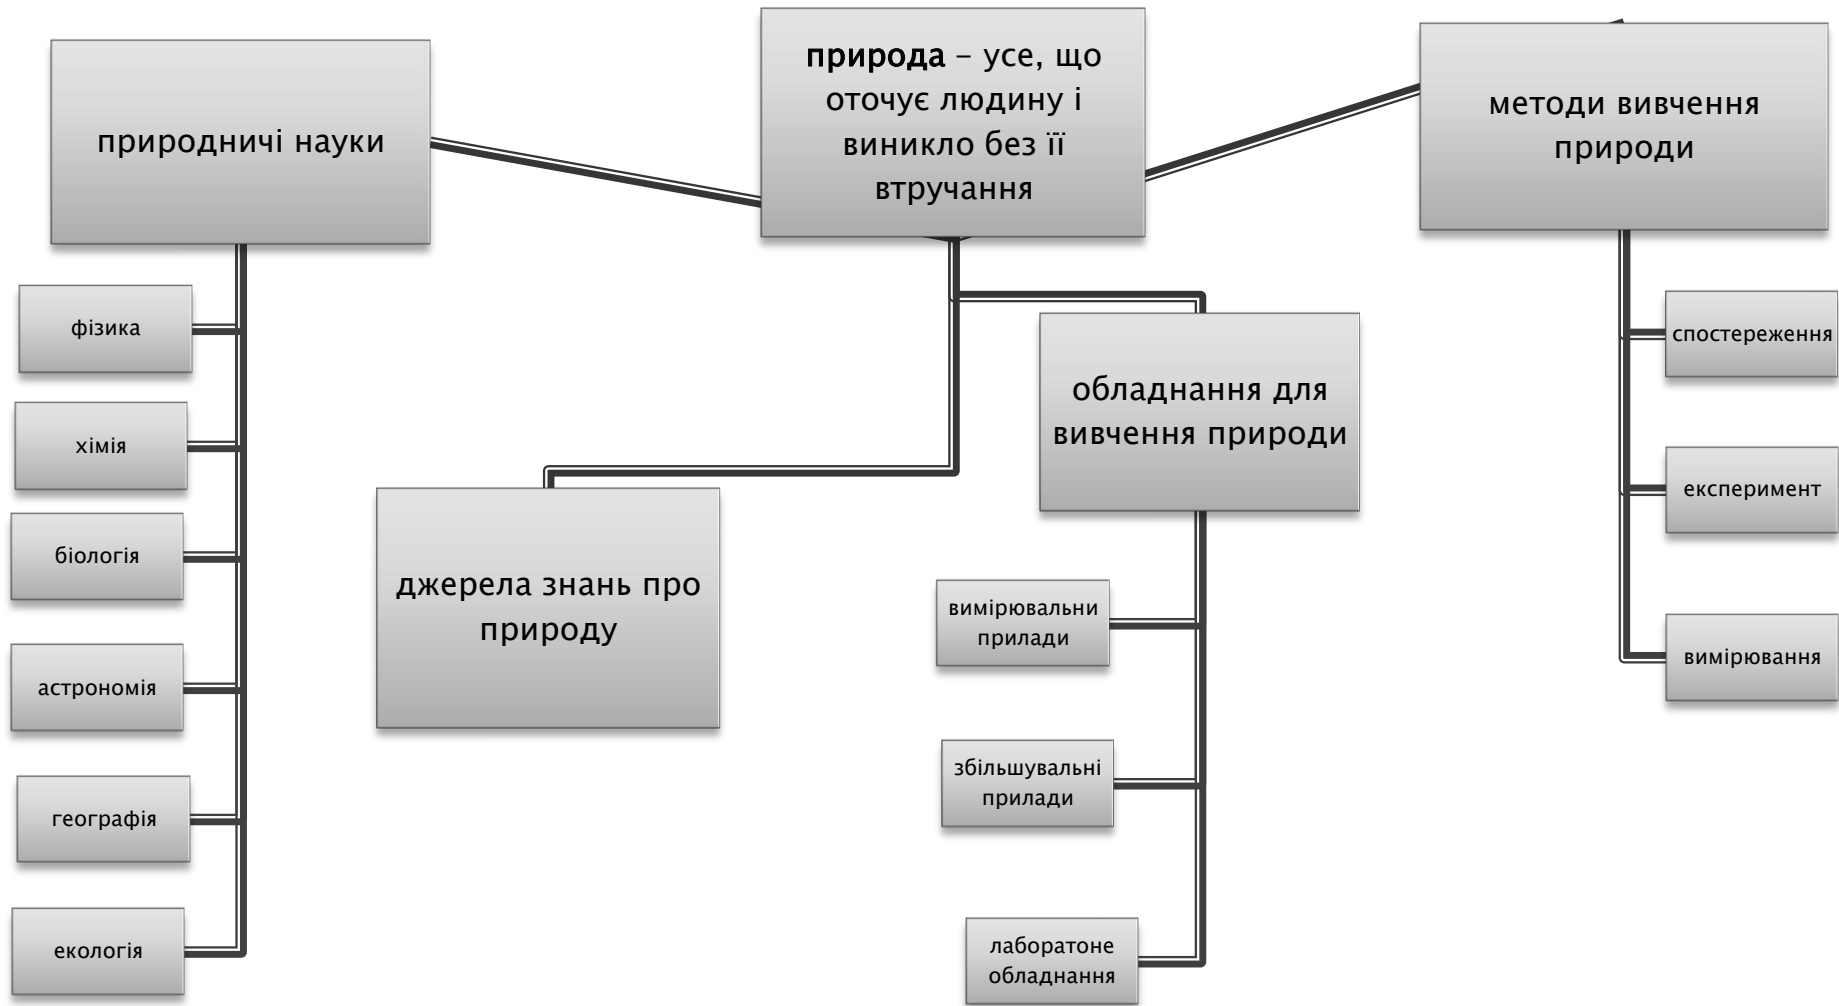 природа – усе, що
оточує людину і
виникло без її
втручання
природничі науки
фізика
хімія
біологія
астрономія
географія
екологія
джерела знань про
природу
обладнання для
вивчення природи
вимірювальни
прилади
збільшувальні
прилади
лаборатоне
обладнання
методи вивчення
природи
спостереження
експеримент
вимірювання